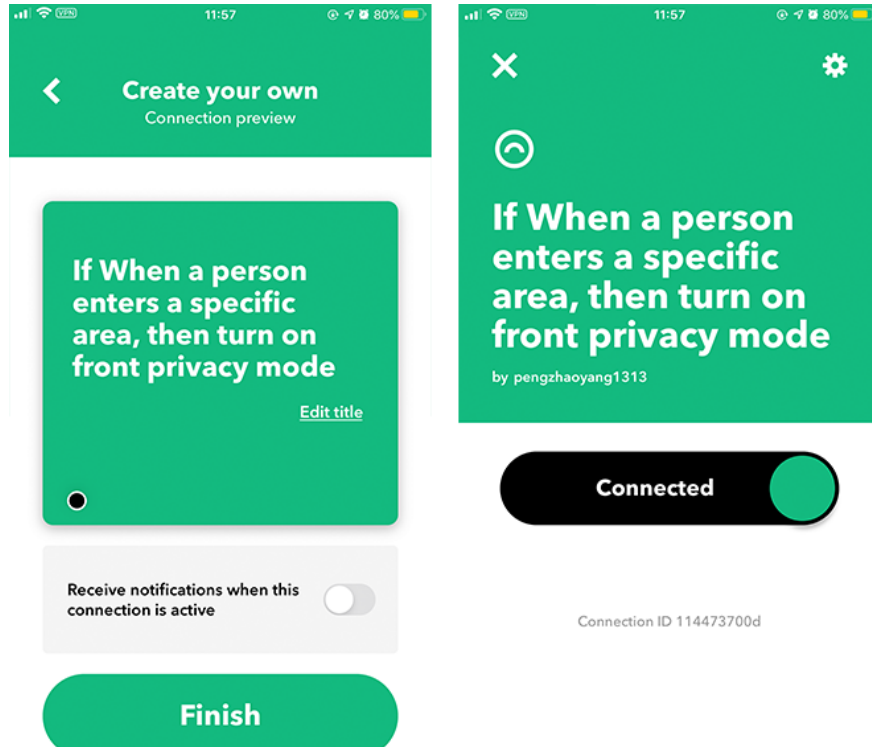 VPN 11:57 80%
Create your own
Connection preview
If When a person
enters a specific
area, then turn on
front privacy mode
Edit title
Receive notifications when this
connection is active
Finish
VPN 11:57 80%
If When a person
enters a specific
area, then turn on
front privacy mode
by pengzhaoyang1313
Connected
Connection ID 114473700d